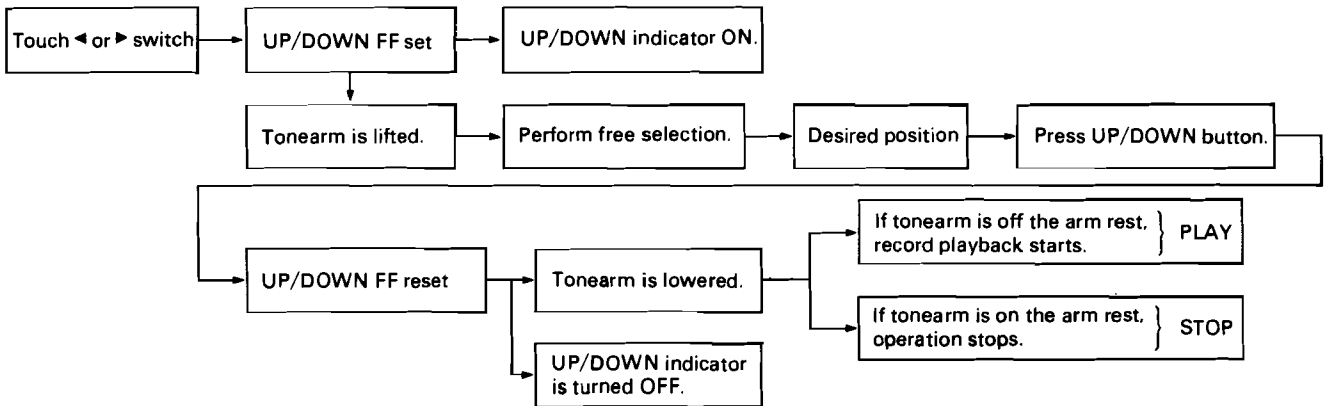 Touch ◄ or ► switch
UP/DOWN FF set
UP/DOWN indicator ON.
Tonearm is lifted.
Perform free selection.
Desired position
Press UP/DOWN button.
UP/DOWN FF reset
Tonearm is lowered.
If tonearm is off the arm rest,
record playback starts.
} PLAY
If tonearm is on the arm rest,
operation stops.
} STOP
UP/DOWN indicator
is turned OFF.